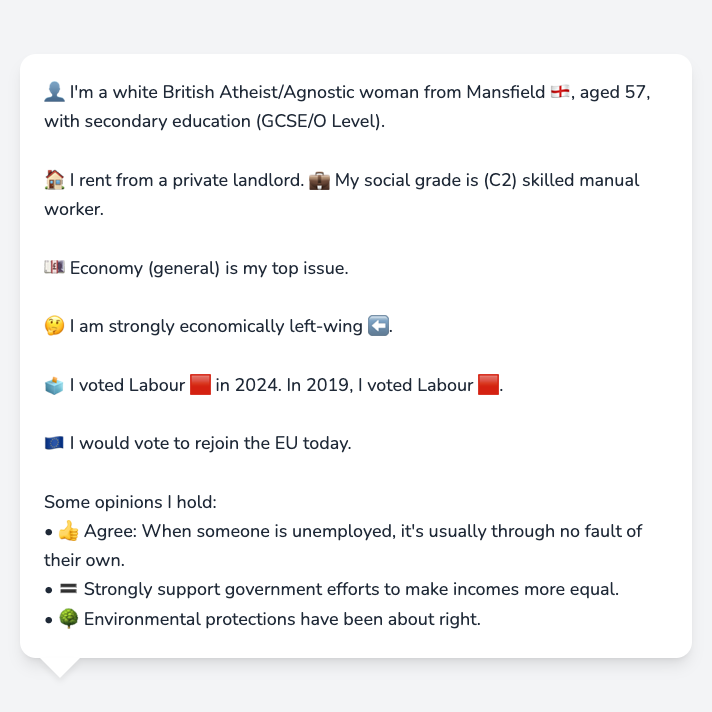 👤 I'm a white British Atheist/Agnostic woman from Mansfield 🏴󠁧󠁢󠁥󠁮󠁧󠁿, aged 57,
with secondary education (GCSE/O Level).
🏠 I rent from a private landlord. 💼 My social grade is (C2) skilled manual
worker.
💷 Economy (general) is my top issue.
🤔 I am strongly economically left-wing ⬅️.
🗳️ I voted Labour 🟥 in 2024. In 2019, I voted Labour 🟥.
🇪🇺 I would vote to rejoin the EU today.
Some opinions I hold:
• 👍 Agree: When someone is unemployed, it's usually through no fault of
their own.
• 🟰 Strongly support government efforts to make incomes more equal.
• 🌳 Environmental protections have been about right.